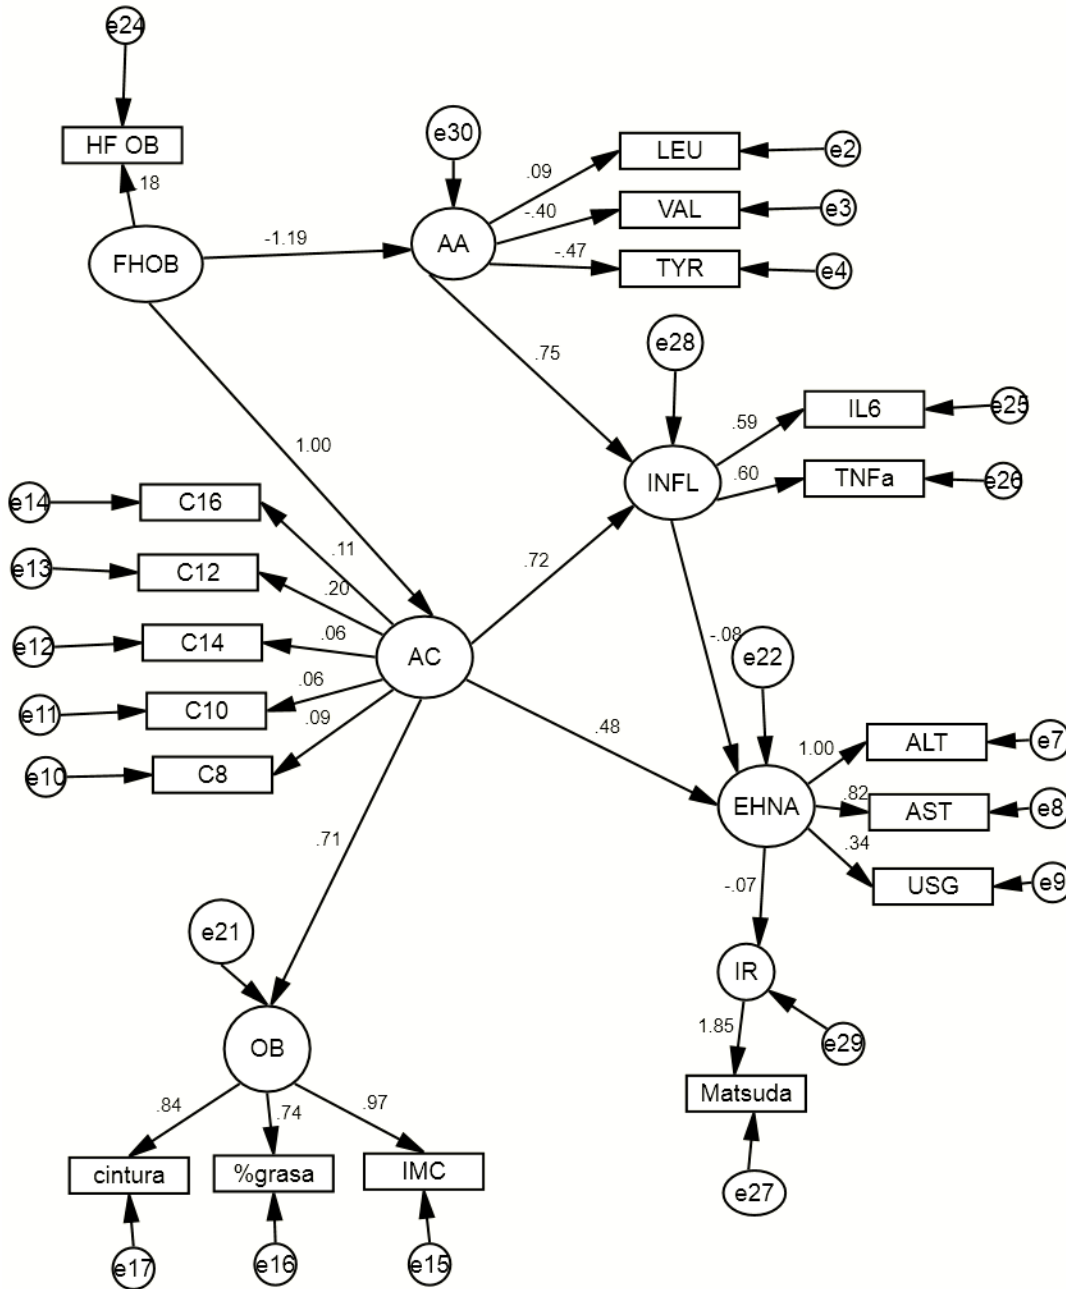 e24
HF OB
.18
FHOB
-1.19
e30
AA
.09
LEU
e2
-.40
VAL
e3
-.47
TYR
e4
.75
e28
1.00
INFL
.59
IL6
e25
.60
TNFa
e26
e14
C16
.11
e13
C12
.20
e12
C14
.06
e11
C10
.06
e10
C8
.09
AC
.72
-.08
e22
.48
EHNA
1.00
ALT
e7
.82
AST
e8
.34
USG
e9
.71
-.07
e21
IR
1.85
e29
OB
Matsuda
e27
.84
.74
.97
cintura
%grasa
IMC
e17
e16
e15